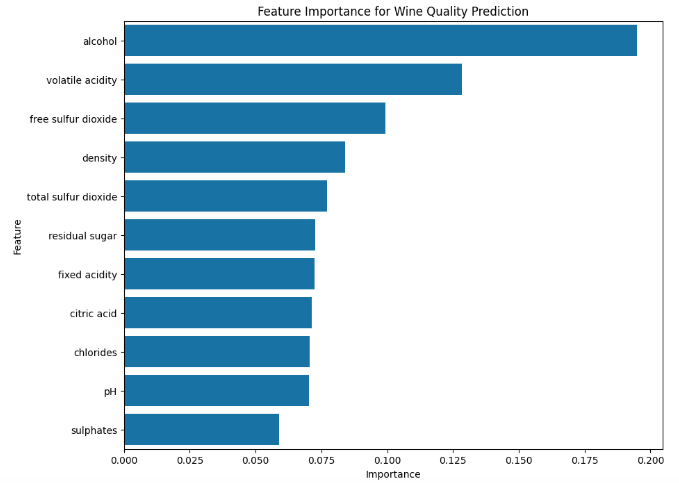 Feature Importance for Wine Quality Prediction
alcohol
volatile acidity
free sulfur dioxide
density
total sulfur dioxide
residual sugar
fixed acidity
citric acid
chlorides
pH
sulphates
Feature
0.000 0.025 0.050 0.075 0.100 0.125 0.150 0.175 0.200
Importance